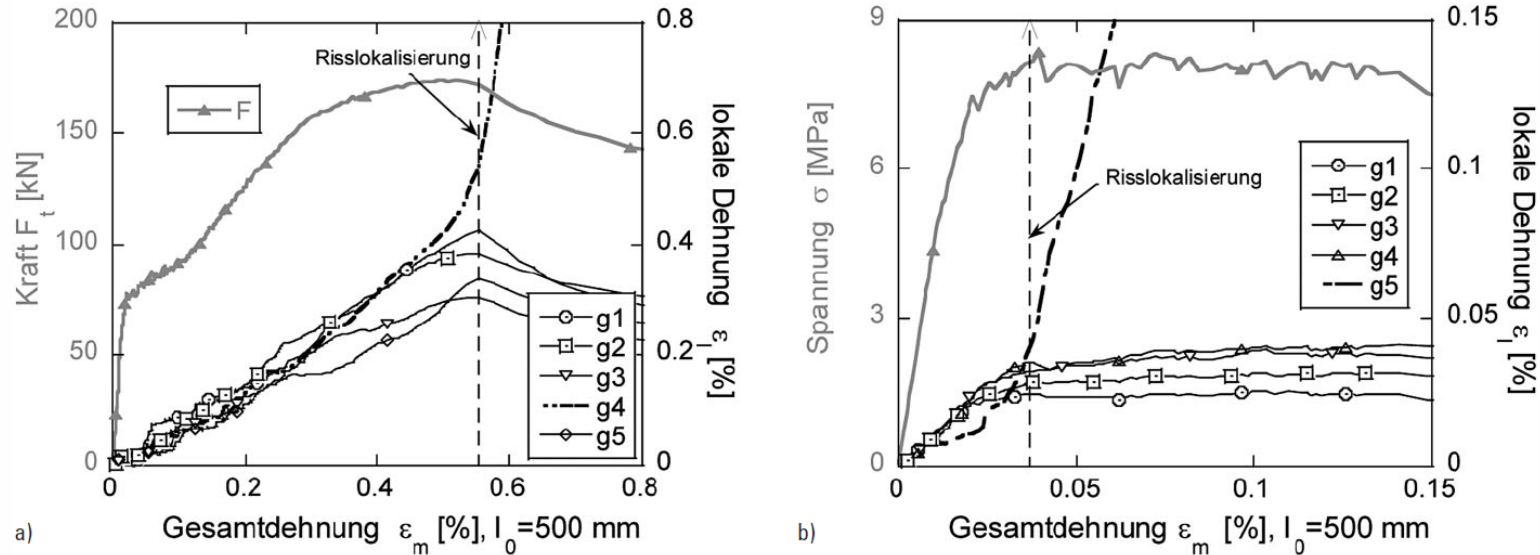 200
150
100
50
0
Kraft F_t [kN]
F
Risslokalisierung
0.8
0.6
0.4
0.2
0
lokale Dehnung ε_l [%]
g1
g2
g3
g4
g5
0
0.2
0.4
0.6
0.8
a)
Gesamtdehnung ε_m [%], l_0=500 mm
9
6
3
0
Spannung σ [MPa]
Risslokalisierung
0.15
0.1
0.05
0
lokale Dehnung ε_l [%]
g1
g2
g3
g4
g5
0
0.05
0.1
0.15
b)
Gesamtdehnung ε_m [%], l_0=500 mm